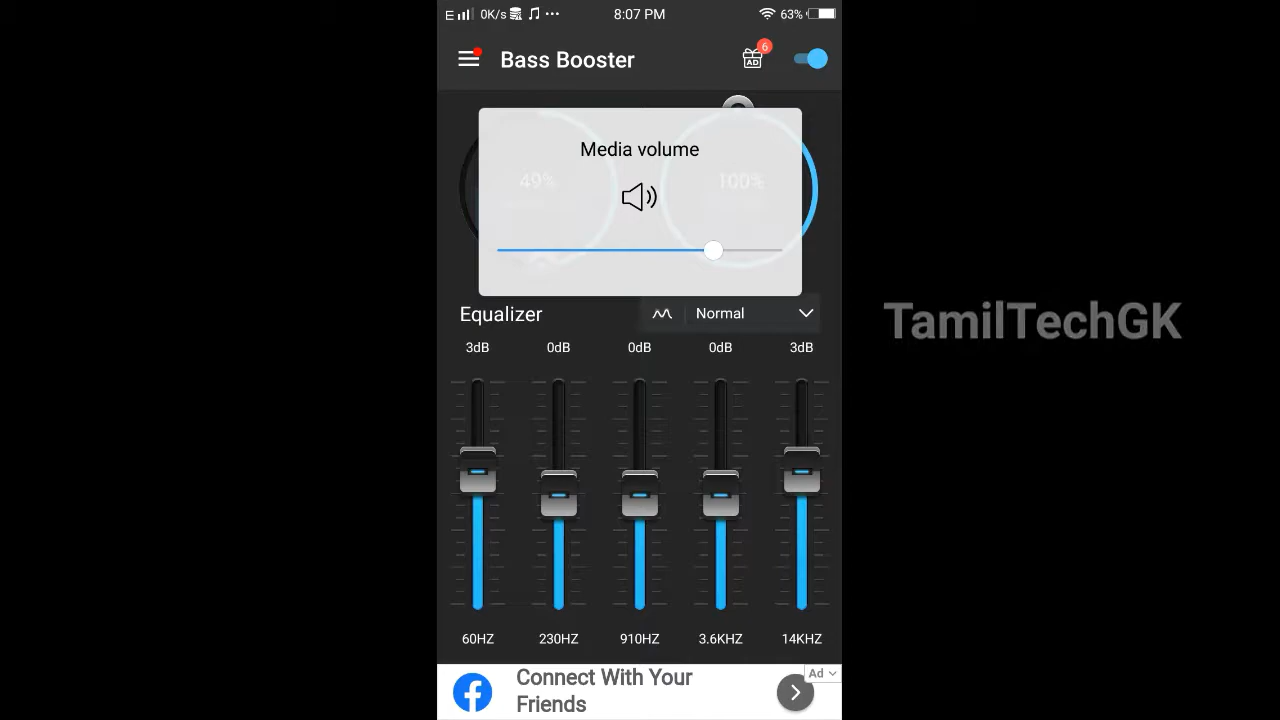 E 0K/s 8:07 PM 63%
Bass Booster
AD 6
Media volume
49% 100%
Equalizer Normal
3dB 0dB 0dB 0dB 3dB
60HZ 230HZ 910HZ 3.6KHZ 14KHZ
Connect With Your
Friends
Ad
TamilTechGK